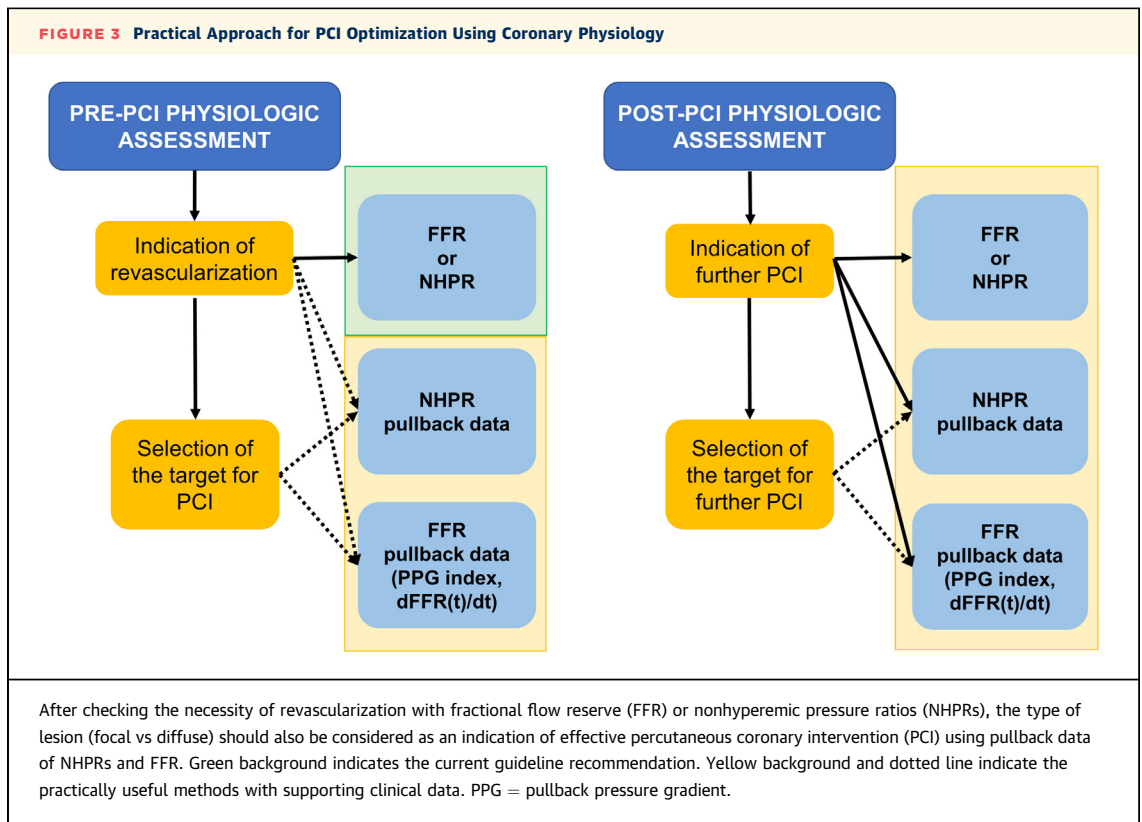 FIGURE 3 Practical Approach for PCI Optimization Using Coronary Physiology
PRE-PCI PHYSIOLOGIC
ASSESSMENT
Indication of
revascularization
Selection of
the target for
PCI
FFR
or
NHPR
NHPR
pullback data
FFR
pullback data
(PPG index,
dFFR(t)/dt)
POST-PCI PHYSIOLOGIC
ASSESSMENT
Indication of
further PCI
Selection of
the target for
further PCI
FFR
or
NHPR
NHPR
pullback data
FFR
pullback data
(PPG index,
dFFR(t)/dt)
After checking the necessity of revascularization with fractional flow reserve (FFR) or nonhyperemic pressure ratios (NHPRs), the type of
lesion (focal vs diffuse) should also be considered as an indication of effective percutaneous coronary intervention (PCI) using pullback data
of NHPRs and FFR. Green background indicates the current guideline recommendation. Yellow background and dotted line indicate the
practically useful methods with supporting clinical data. PPG = pullback pressure gradient.